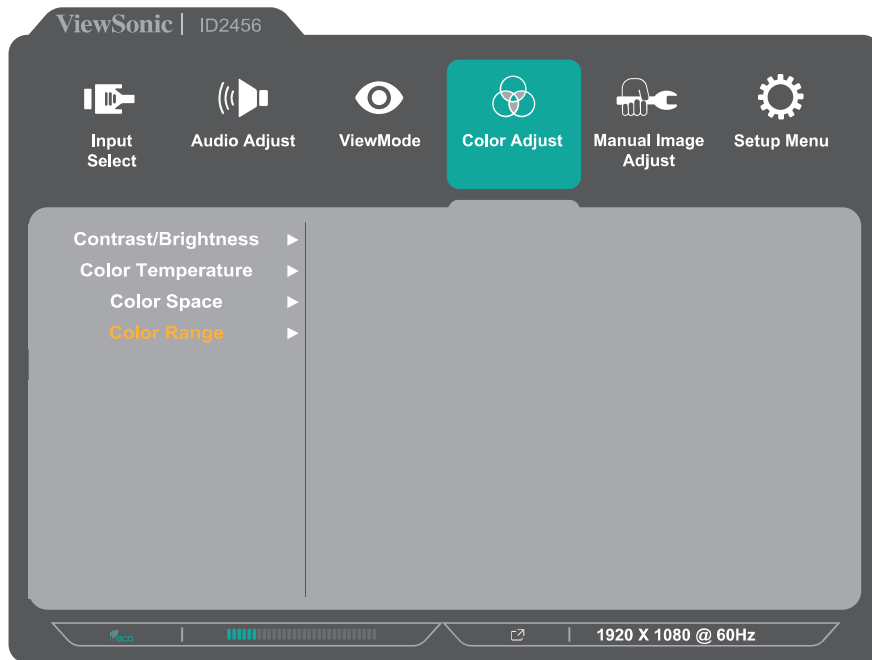 ViewSonic | ID2456
Input
Select
Audio Adjust
ViewMode
Color Adjust
Manual Image
Adjust
Setup Menu
Contrast/Brightness
Color Temperature
Color Space
Color Range
eco
1920 X 1080 @ 60Hz